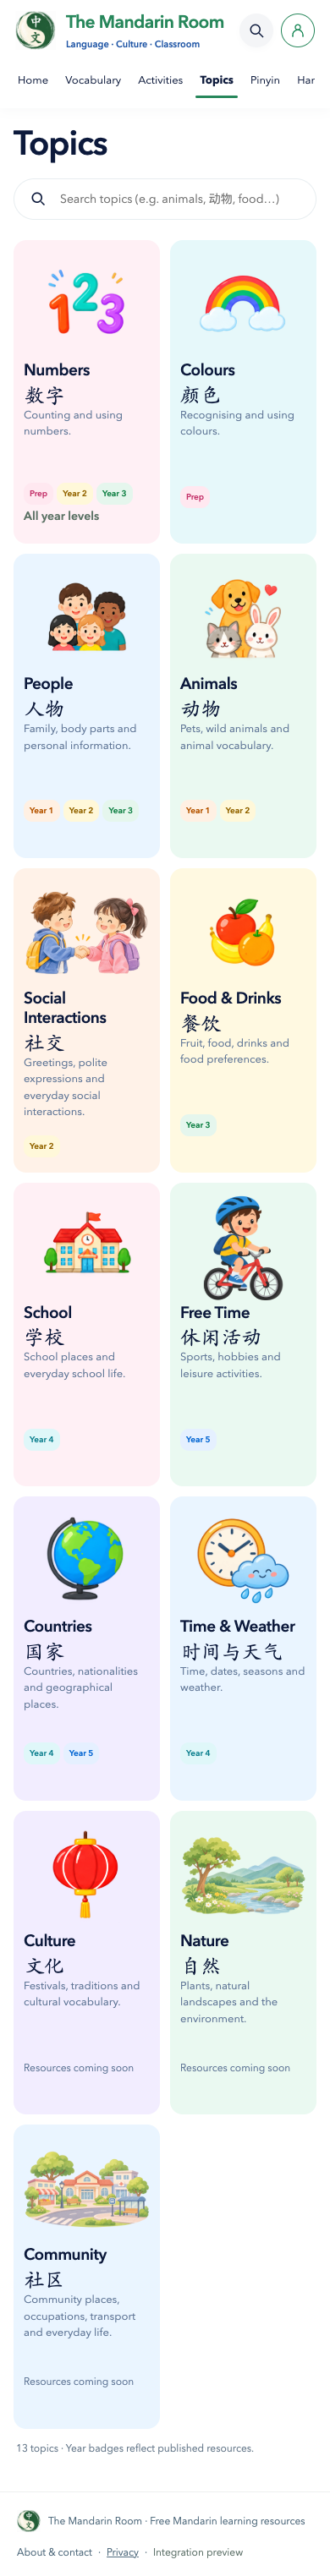 中文
The Mandarin Room
Language · Culture · Classroom
Home Vocabulary Activities Topics Pinyin Har
Topics
Search topics (e.g. animals, 动物, food…)
123
Numbers
数字
Counting and using
numbers.
Prep Year 2 Year 3
All year levels
Colours
颜色
Recognising and using
colours.
Prep
People
人物
Family, body parts and
personal information.
Year 1 Year 2 Year 3
Animals
动物
Pets, wild animals and
animal vocabulary.
Year 1 Year 2
Social
Interactions
社交
Greetings, polite
expressions and
everyday social
interactions.
Year 2
Food & Drinks
餐饮
Fruit, food, drinks and
food preferences.
Year 3
School
学校
School places and
everyday school life.
Year 4
Free Time
休闲活动
Sports, hobbies and
leisure activities.
Year 5
Countries
国家
Countries, nationalities
and geographical
places.
Year 4 Year 5
Time & Weather
时间与天气
Time, dates, seasons and
weather.
Year 4
Culture
文化
Festivals, traditions and
cultural vocabulary.
Resources coming soon
Nature
自然
Plants, natural
landscapes and the
environment.
Resources coming soon
Community
社区
Community places,
occupations, transport
and everyday life.
Resources coming soon
13 topics · Year badges reflect published resources.
中文
The Mandarin Room · Free Mandarin learning resources
About & contact · Privacy · Integration preview